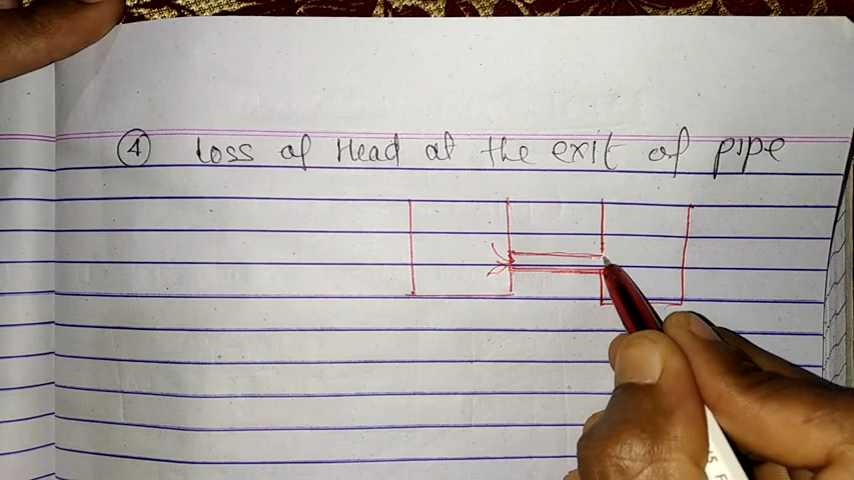 ④ Loss of Head at the exit of pipe